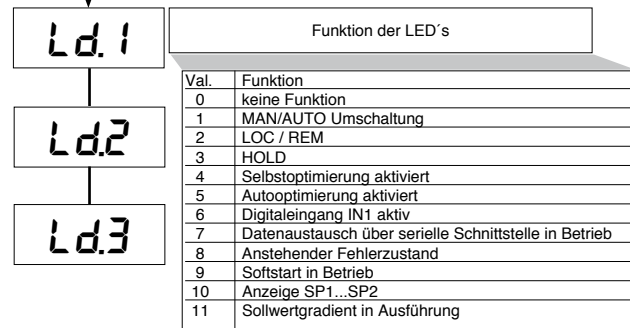 Ld.1
Funktion der LED´s
Val. Funktion
0 keine Funktion
1 MAN/AUTO Umschaltung
2 LOC / REM
3 HOLD
4 Selbstoptimierung aktiviert
5 Autooptimierung aktiviert
6 Digitaleingang IN1 aktiv
7 Datenaustausch über serielle Schnittstelle in Betrieb
8 Anstehender Fehlerzustand
9 Softstart in Betrieb
10 Anzeige SP1...SP2
11 Sollwertgradient in Ausführung
Ld.2
Ld.3